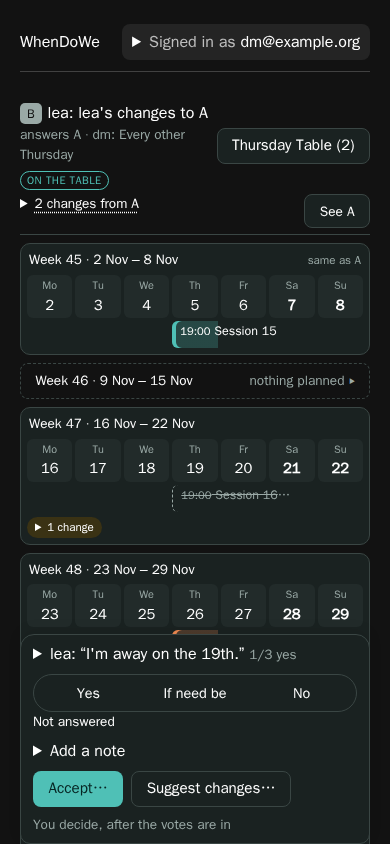 WhenDoWe
▶ Signed in as dm@example.org
B lea: lea's changes to A
answers A · dm: Every other
Thursday
Thursday Table (2)
ON THE TABLE
▶ 2 changes from A
See A
Week 45 · 2 Nov – 8 Nov same as A
Mo Tu We Th Fr Sa Su
2 3 4 5 6 7 8
19:00 Session 15
Week 46 · 9 Nov – 15 Nov nothing planned ▸
Week 47 · 16 Nov – 22 Nov
Mo Tu We Th Fr Sa Su
16 17 18 19 20 21 22
19:00 Session 16⋯
▶ 1 change
Week 48 · 23 Nov – 29 Nov
Mo Tu We Th Fr Sa Su
23 24 25 26 27 28 29
▶ lea: “I'm away on the 19th.” 1/3 yes
Yes If need be No
Not answered
▶ Add a note
Accept⋯ Suggest changes⋯
You decide, after the votes are in